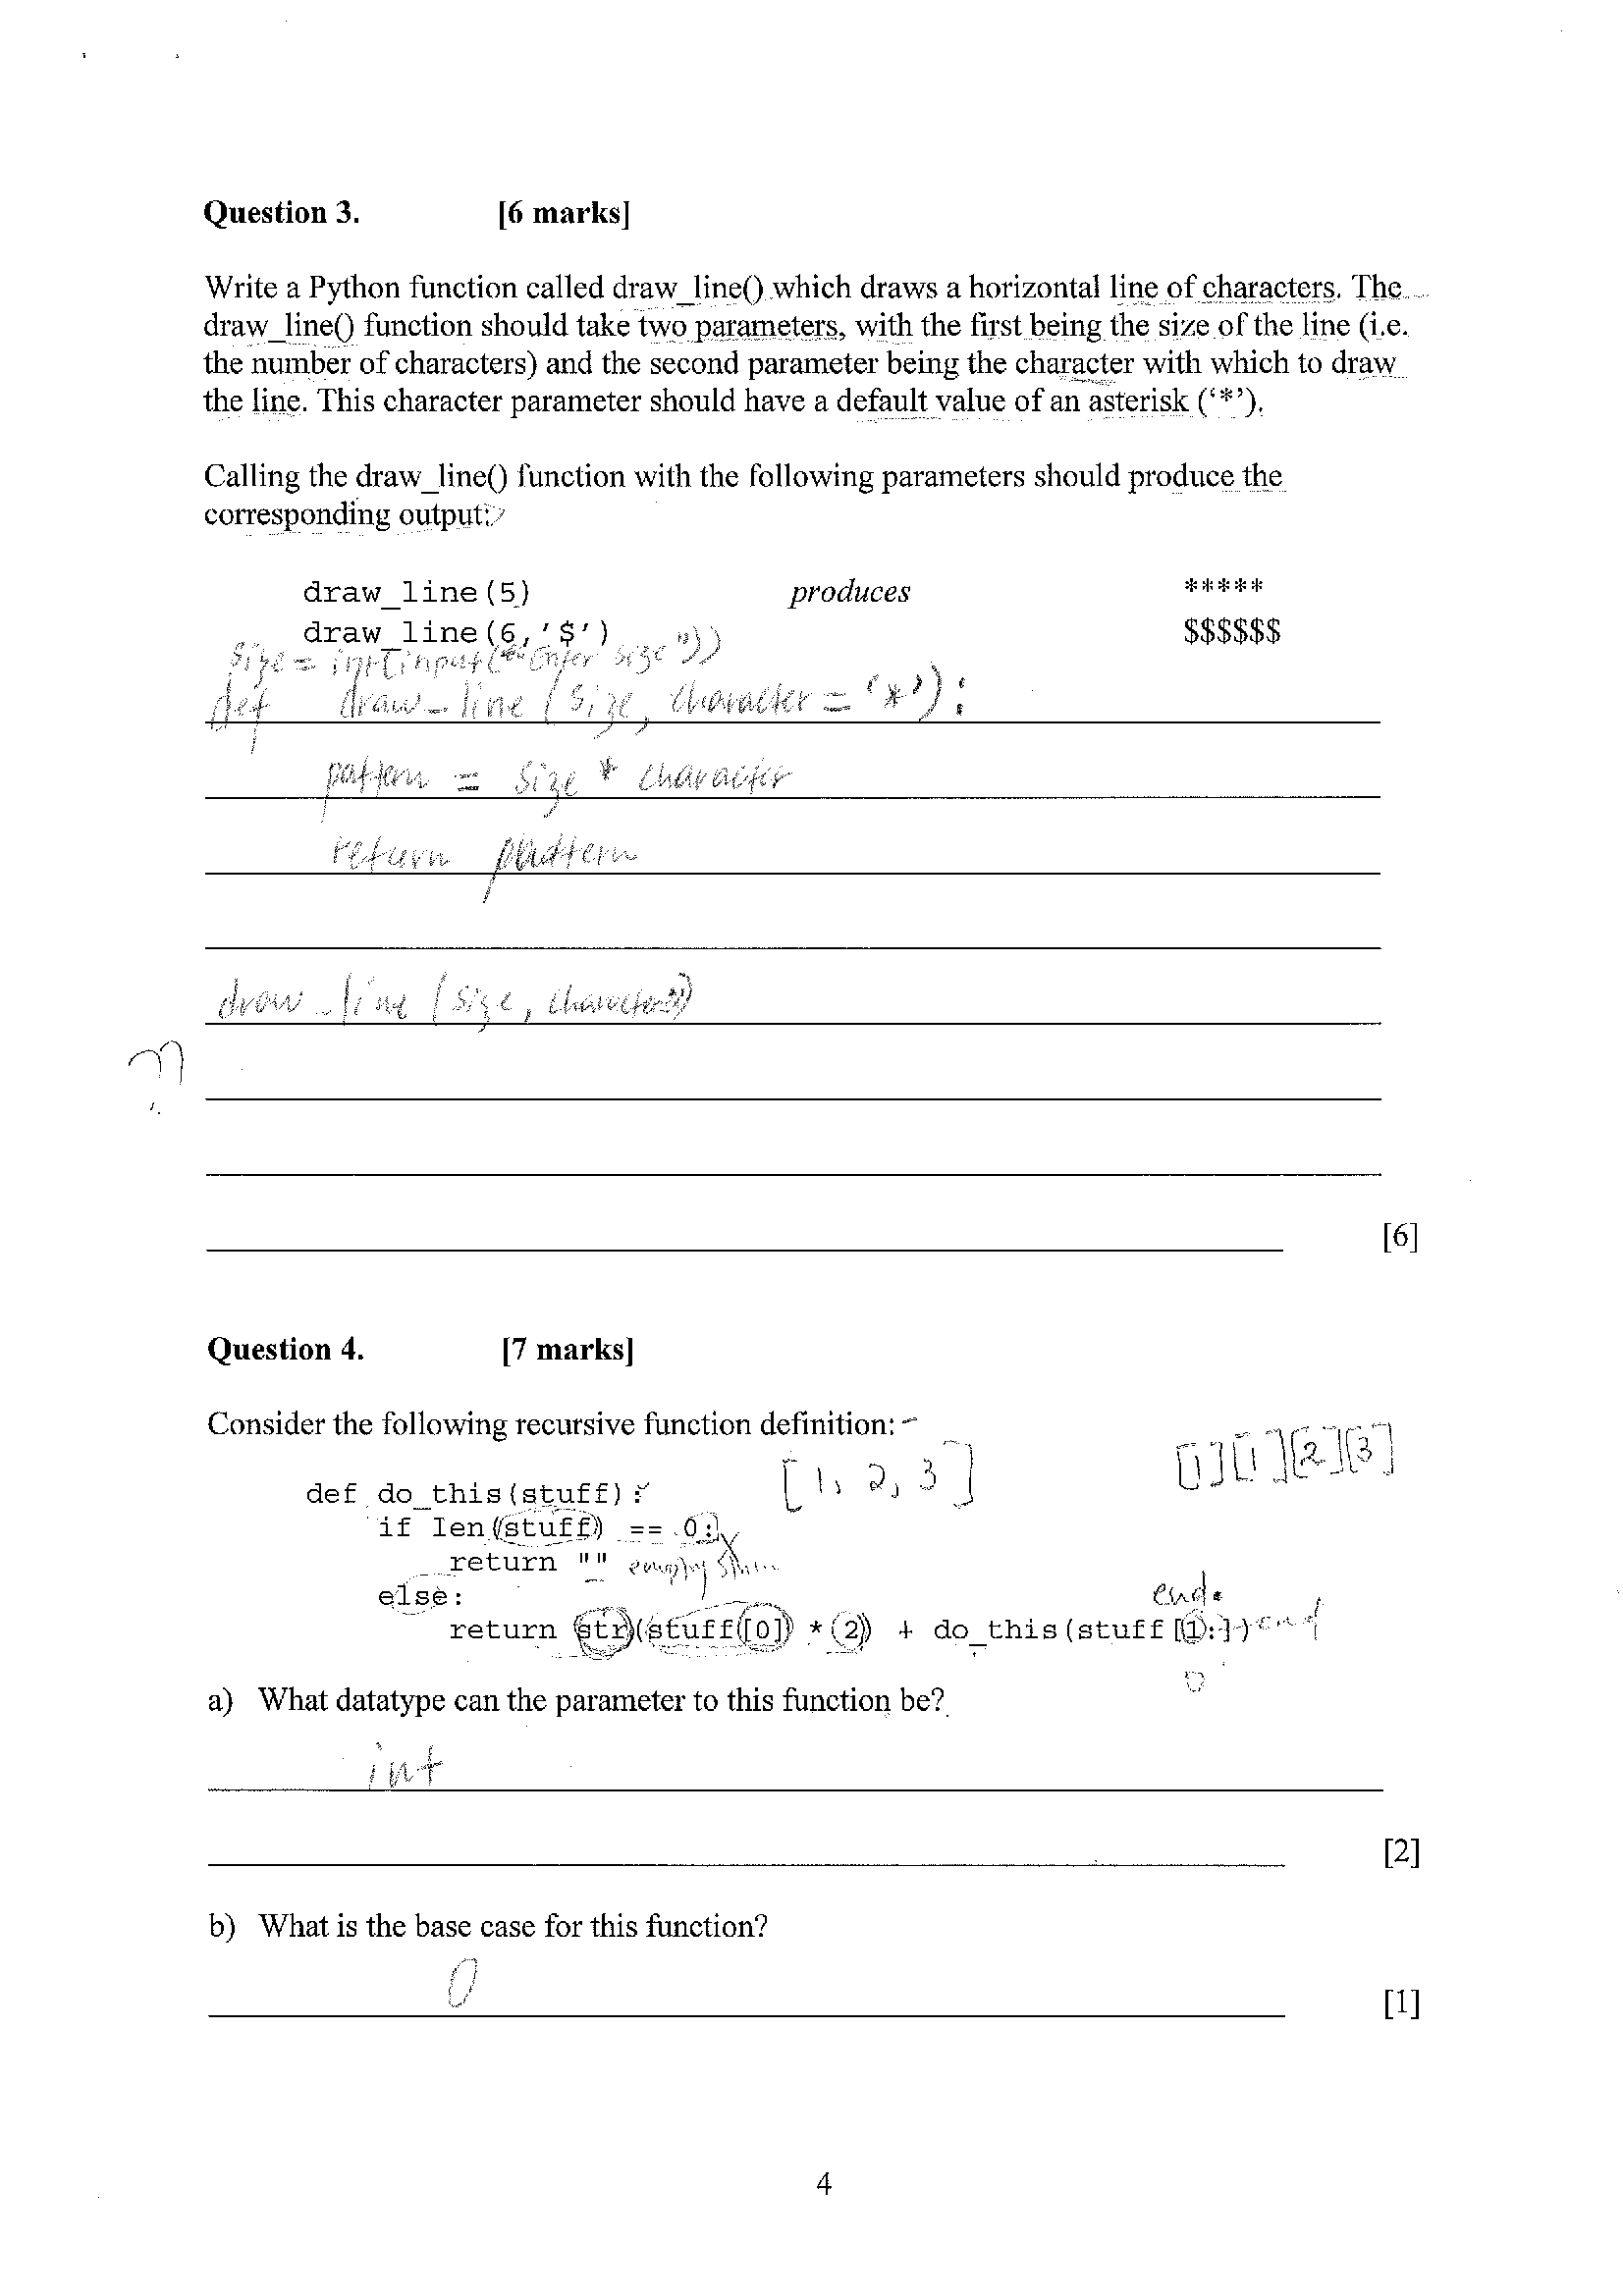 Question 3. [6 marks]
Write a Python function called draw_line() which draws a horizontal line of characters. The
draw_line() function should take two parameters, with the first being the size of the line (i.e.
the number of characters) and the second parameter being the character with which to draw
the line. This character parameter should have a default value of an asterisk (‘*’).
Calling the draw_line() function with the following parameters should produce the
corresponding output:
draw_line(5) produces *****
draw_line(6,'$') $$$$$$
size = int(input("Enter size"))
def draw_line (size, character = '*'):
pattern = size * character
return pattern
draw_line (size, character)
??
[6]
Question 4. [7 marks]
Consider the following recursive function definition:
[1, 2, 3] [1][1][2][3]
def do_this(stuff):
if len(stuff) == 0:
return "" empty
else: end.
return str(stuff[0] * 2) + do_this(stuff[1:]) end
0
a) What datatype can the parameter to this function be?
int
[2]
b) What is the base case for this function?
0
[1]
4